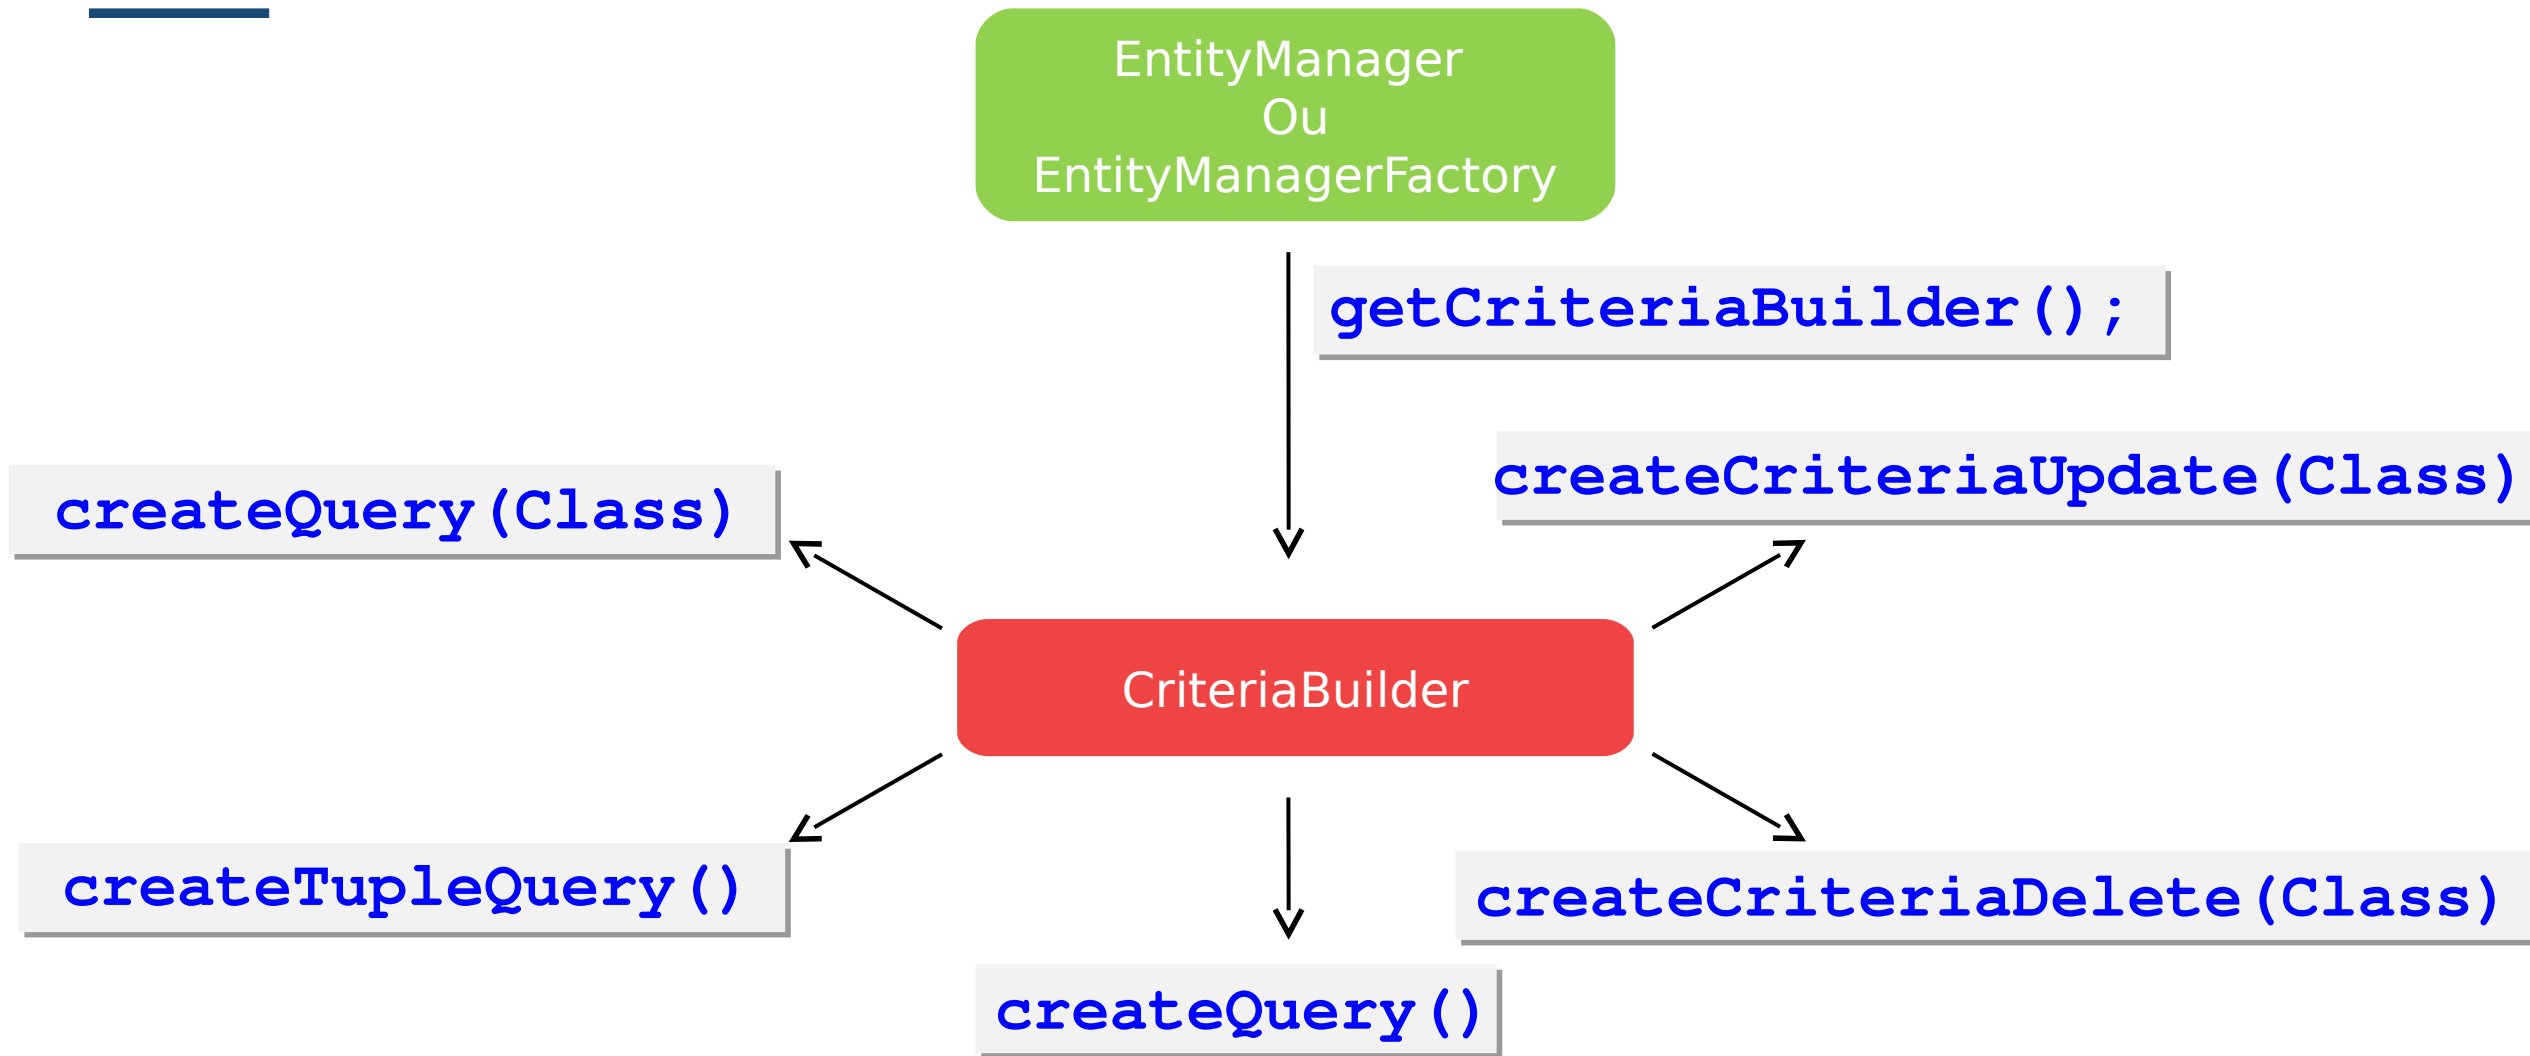 EntityManager
Ou
EntityManagerFactory
getCriteriaBuilder();
createCriteriaUpdate(Class)
createQuery(Class)
CriteriaBuilder
createTupleQuery()
createCriteriaDelete(Class)
createQuery()